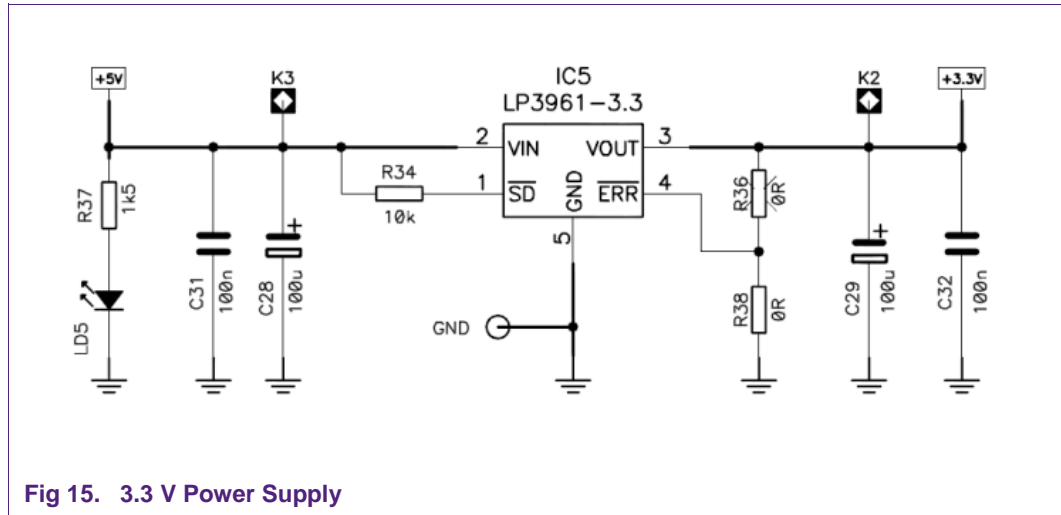 +5V
K3
IC5
LP3961-3.3
K2
+3.3V
2
VIN
VOUT
3
R34
1
SD
GND
ERR
4
10k
5
R37
1k5
R36
0R
C31
100n
C28
100u
LD5
GND
R38
0R
C29
100u
C32
100n
Fig 15. 3.3 V Power Supply